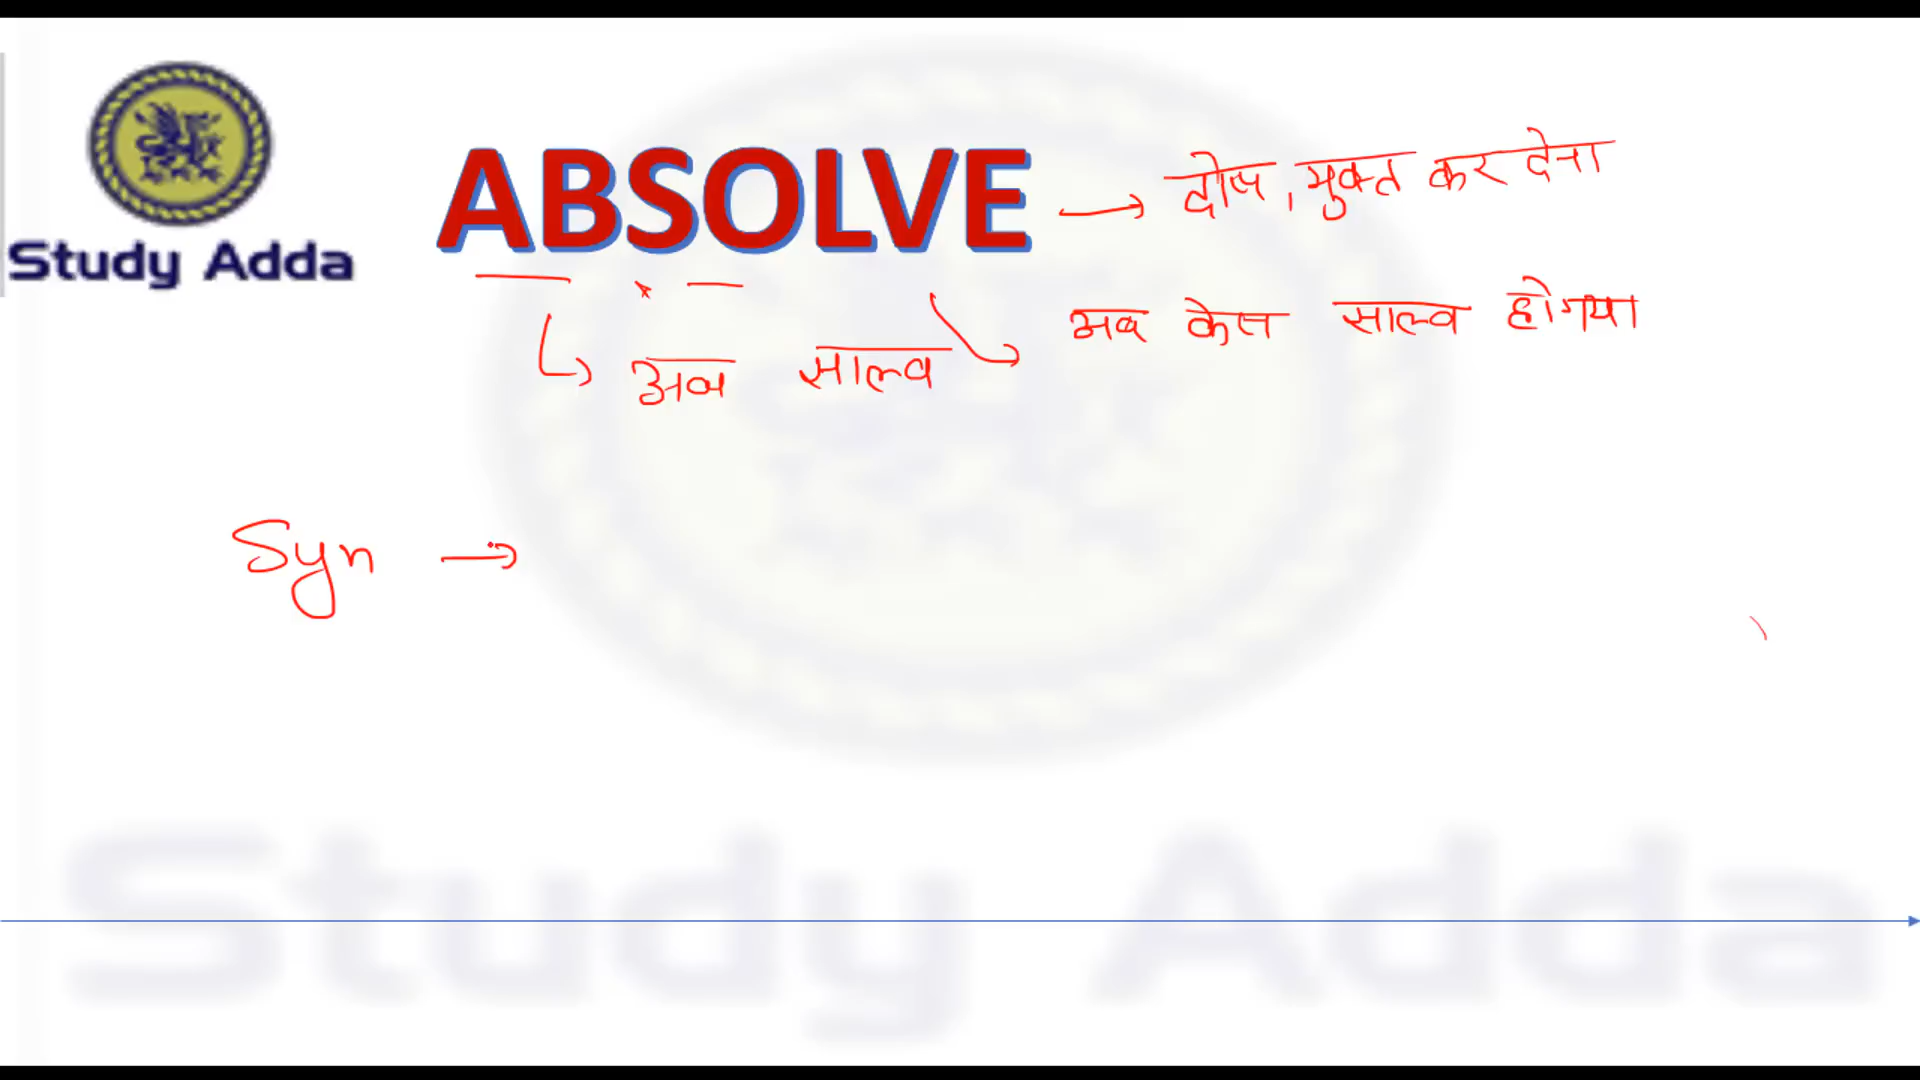 Study Adda
ABSOLVE → दोष, मुक्त कर देना
अब साल्व
अब केस साल्व हो गया
Syn →
Study Adda